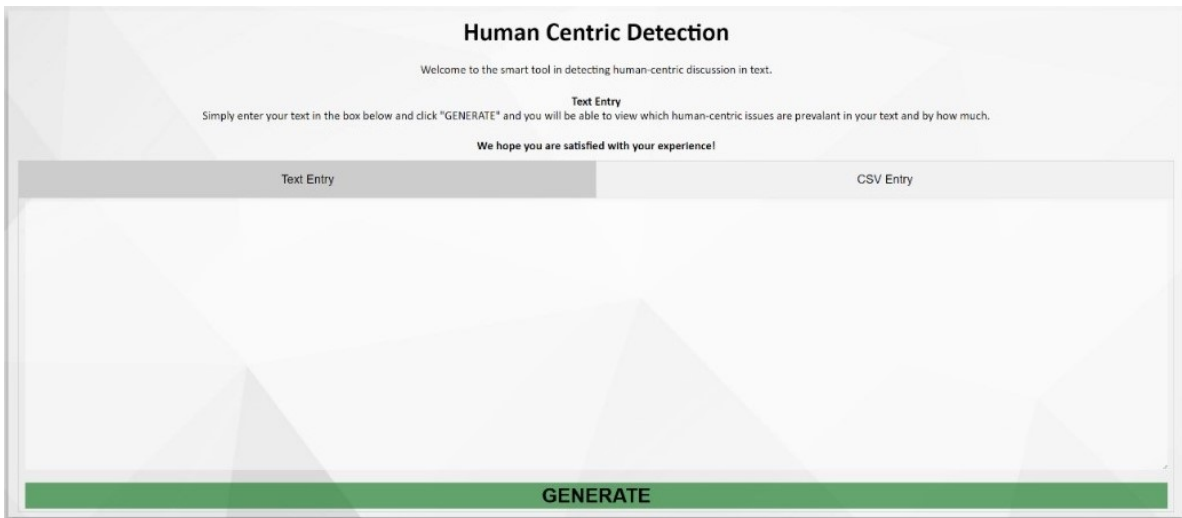 Human Centric Detection
Welcome to the smart tool in detecting human-centric discussion in text.
Text Entry
Simply enter your text in the box below and click "GENERATE" and you will be able to view which human-centric issues are prevalant in your text and by how much.
We hope you are satisfied with your experience!
Text Entry
CSV Entry
GENERATE